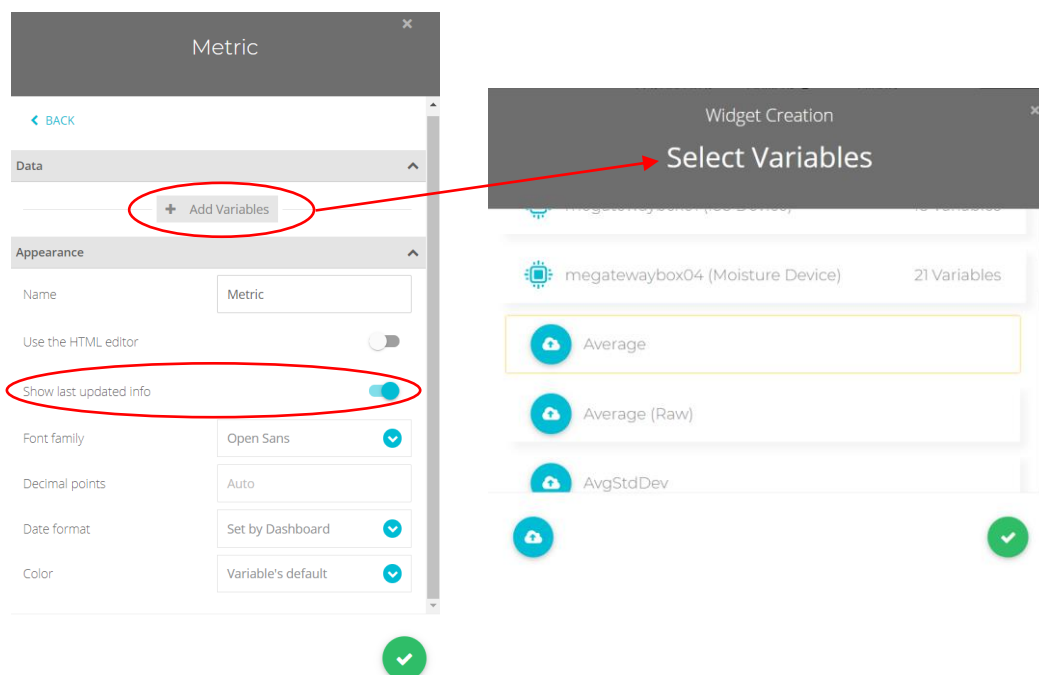 Metric
BACK
Data
+ Add Variables
Appearance
Name Metric
Use the HTML editor
Show last updated info
Font family Open Sans
Decimal points Auto
Date format Set by Dashboard
Color Variable's default
Widget Creation
Select Variables
megatewaybox04 (Moisture Device) 21 Variables
Average
Average (Raw)
AvgStdDev